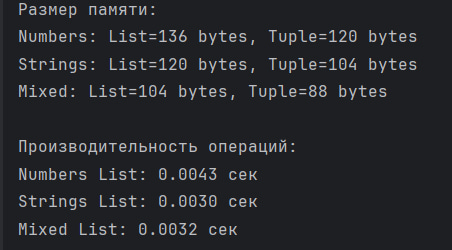 Размер памяти:
Numbers: List=136 bytes, Tuple=120 bytes
Strings: List=120 bytes, Tuple=104 bytes
Mixed: List=104 bytes, Tuple=88 bytes
Производительность операций:
Numbers List: 0.0043 сек
Strings List: 0.0030 сек
Mixed List: 0.0032 сек